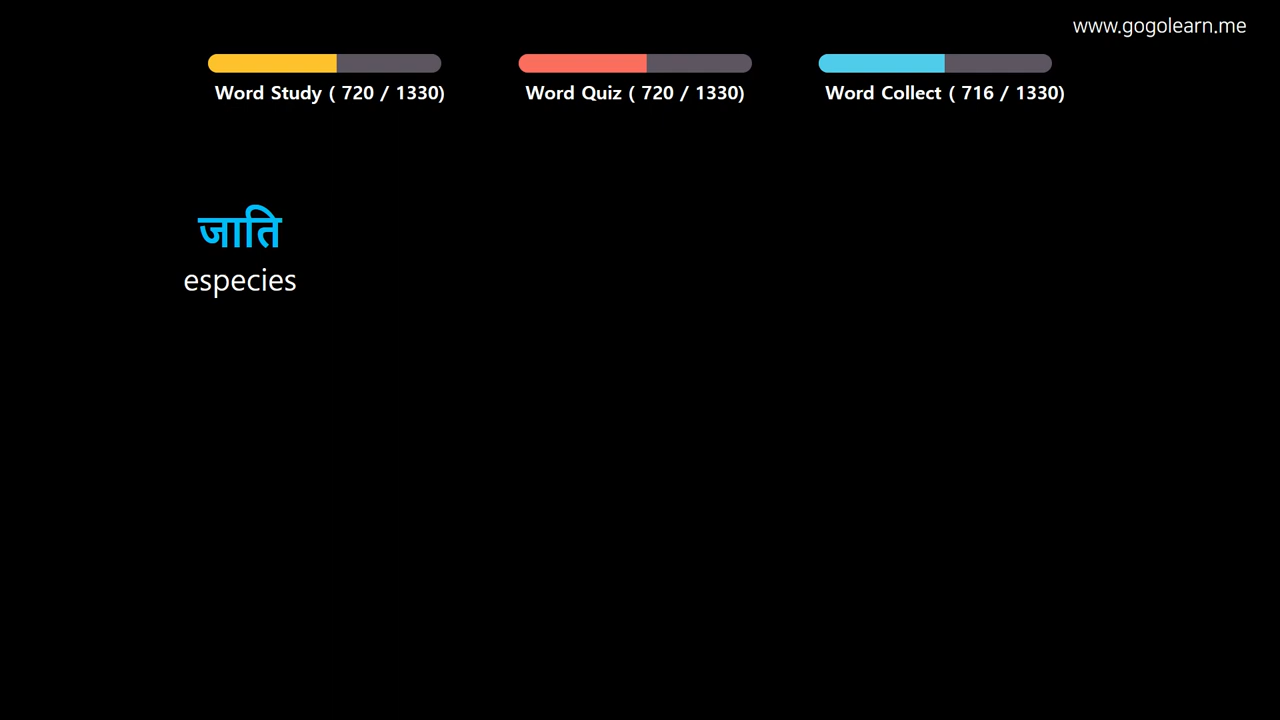 www.gogolearn.me
Word Study ( 720 / 1330)
Word Quiz ( 720 / 1330)
Word Collect ( 716 / 1330)
जाति
especies